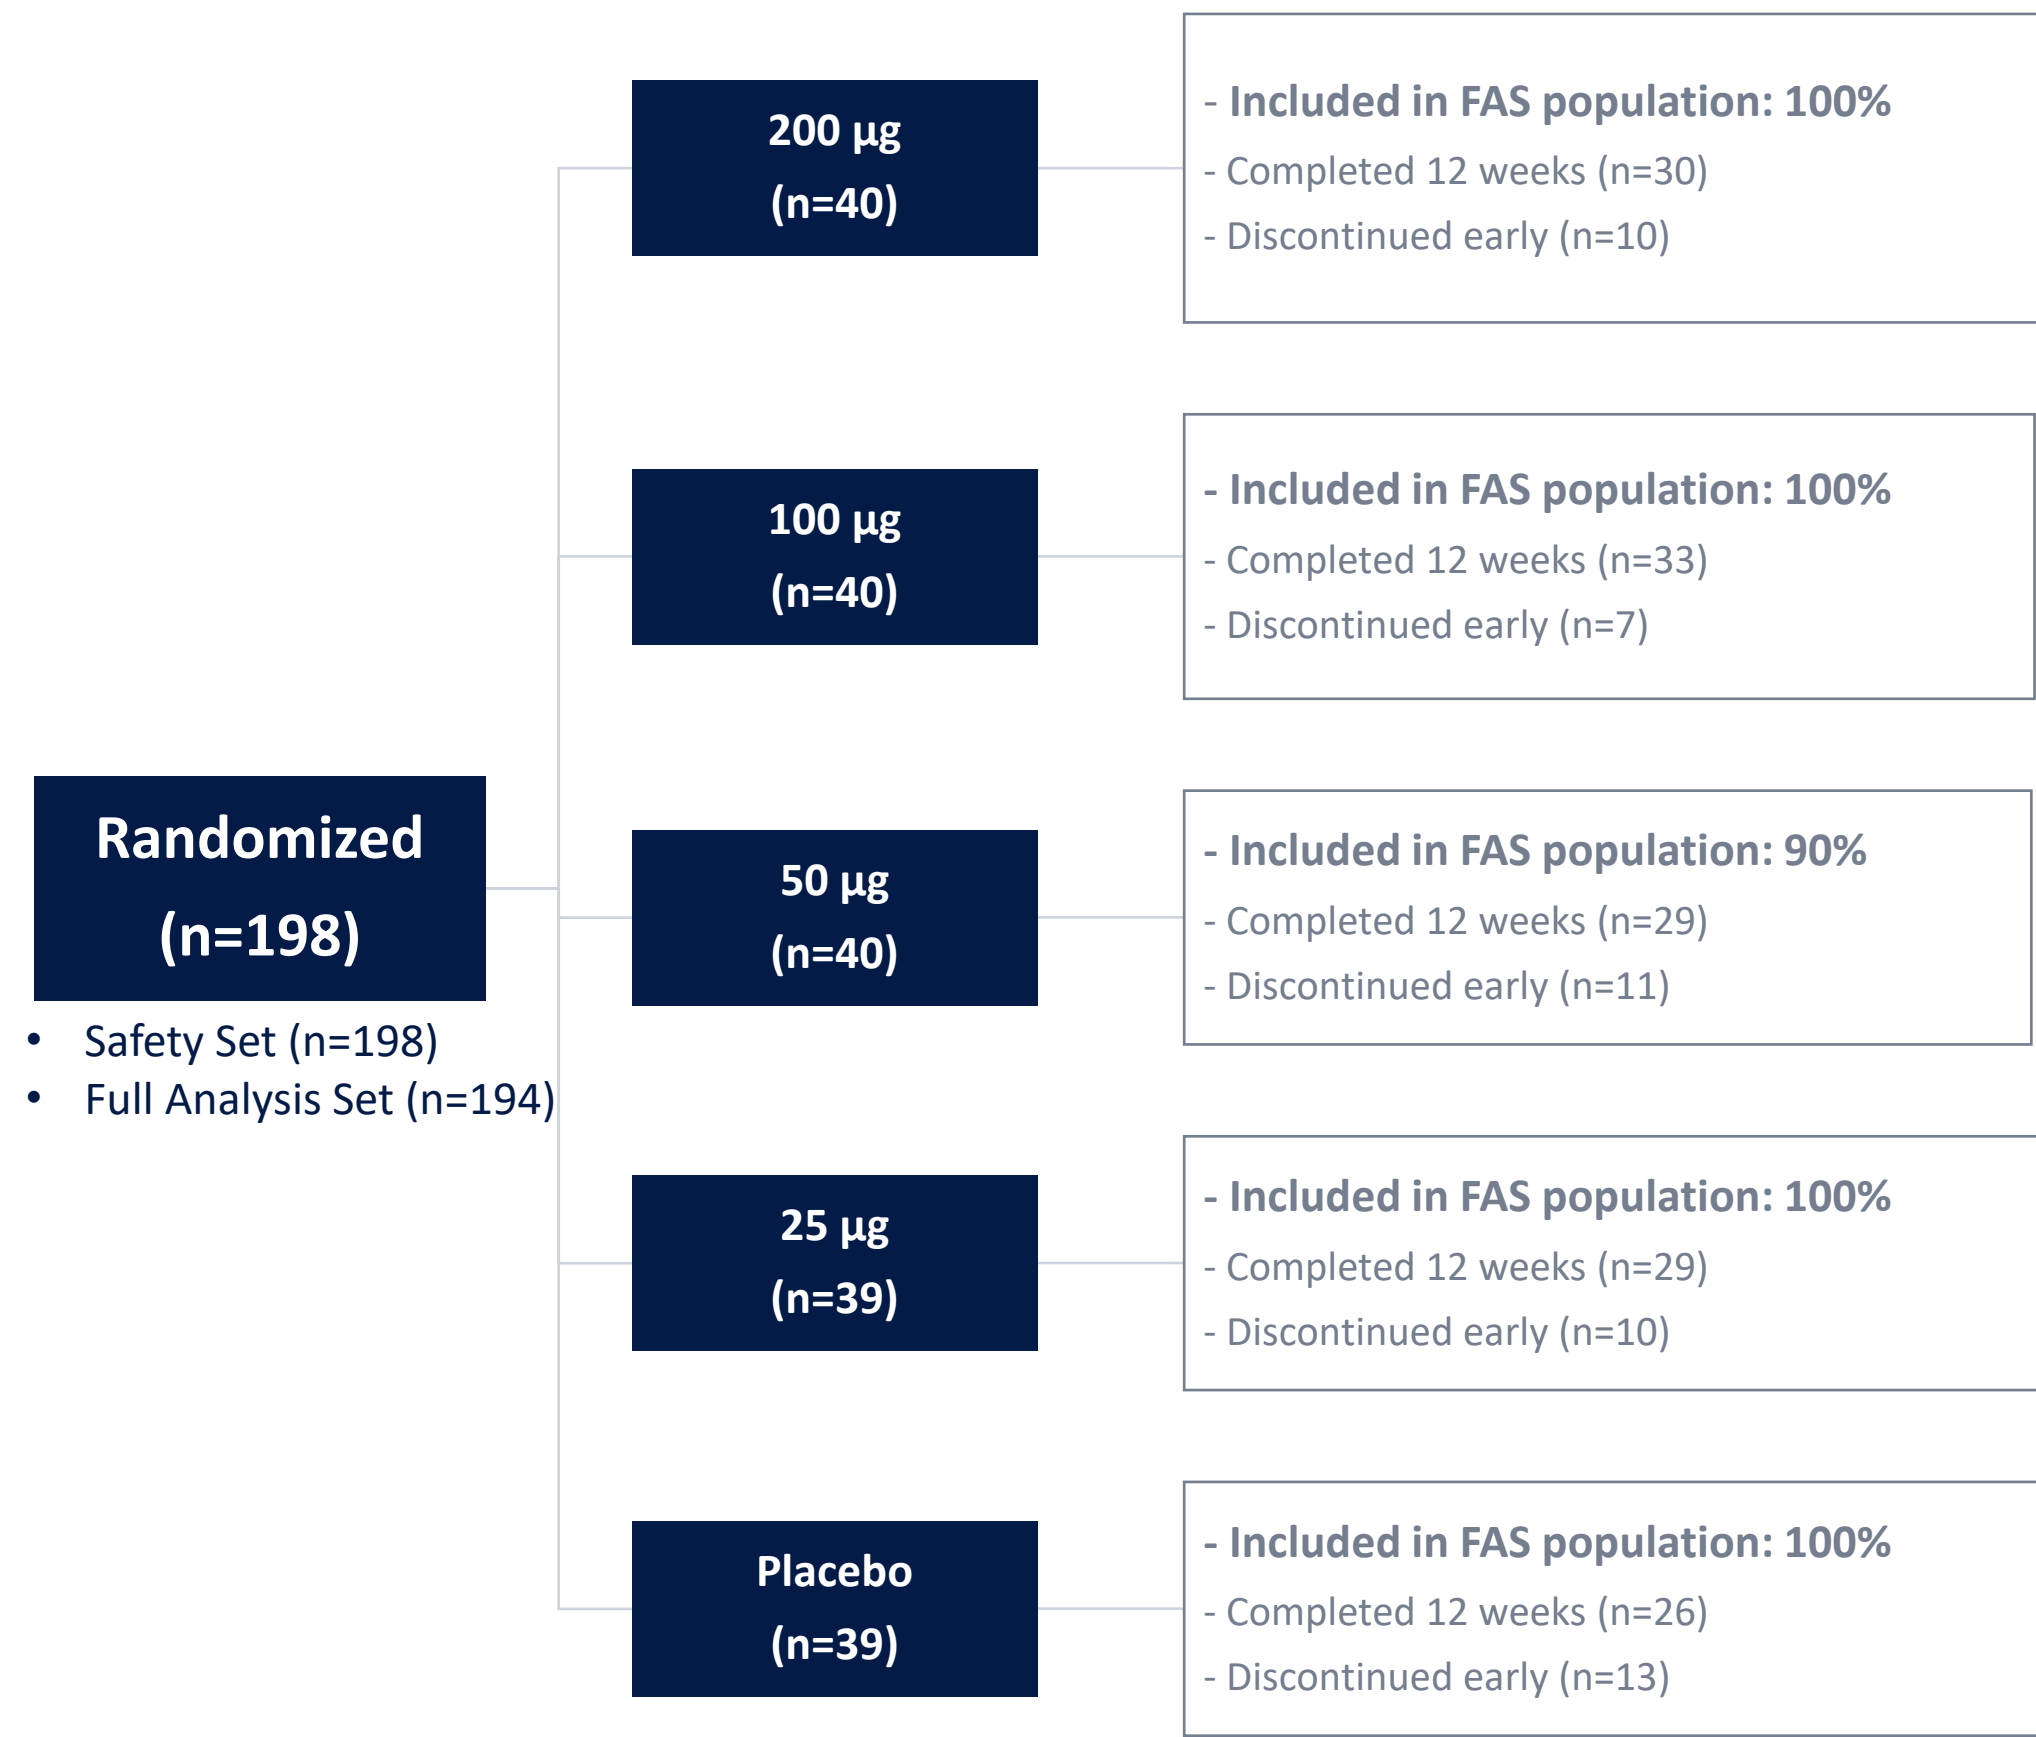 Randomized
(n=198)
• Safety Set (n=198)
• Full Analysis Set (n=194)
200 µg
(n=40)
- Included in FAS population: 100%
- Completed 12 weeks (n=30)
- Discontinued early (n=10)
100 µg
(n=40)
- Included in FAS population: 100%
- Completed 12 weeks (n=33)
- Discontinued early (n=7)
50 µg
(n=40)
- Included in FAS population: 90%
- Completed 12 weeks (n=29)
- Discontinued early (n=11)
25 µg
(n=39)
- Included in FAS population: 100%
- Completed 12 weeks (n=29)
- Discontinued early (n=10)
Placebo
(n=39)
- Included in FAS population: 100%
- Completed 12 weeks (n=26)
- Discontinued early (n=13)